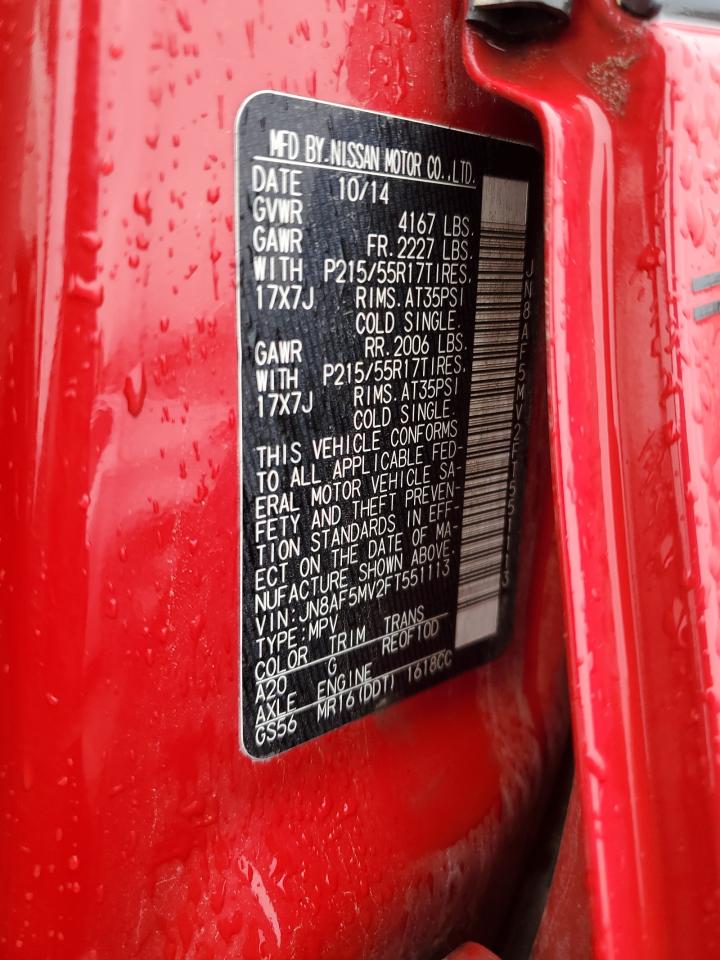 MFD BY.NISSAN MOTOR CO.,LTD.
DATE 10/14
GVWR 4167 LBS.
GAWR FR.2227 LBS.
WITH P215/55R17TIRES,
17X7J RIMS.AT35PSI
COLD SINGLE.
GAWR RR.2006 LBS.
WITH P215/55R17TIRES,
17X7J RIMS.AT35PSI
COLD SINGLE.
THIS VEHICLE CONFORMS
TO ALL APPLICABLE FED-
ERAL MOTOR VEHICLE SA-
FETY AND THEFT PREVEN-
TION STANDARDS IN EFF-
ECT ON THE DATE OF MA-
NUFACTURE SHOWN ABOVE.
VIN:JN8AF5MV2FT551113
TYPE:MPV
COLOR TRIM TRANS
A20 G RE0F10D
AXLE ENGINE
GS56 MR16(DDT) 1618CC
JN8AF5MV2FT551113